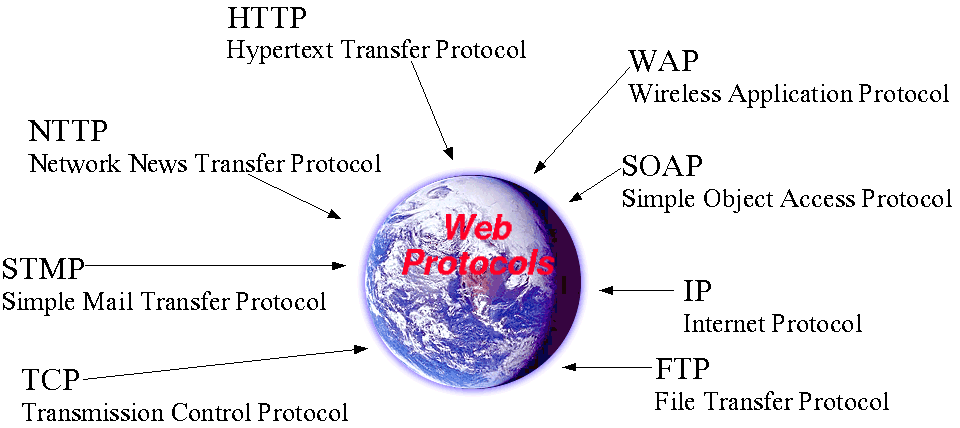 HTTP
Hypertext Transfer Protocol
WAP
Wireless Application Protocol
NTTP
Network News Transfer Protocol
SOAP
Simple Object Access Protocol
Web
Protocols
STMP
Simple Mail Transfer Protocol
IP
Internet Protocol
TCP
Transmission Control Protocol
FTP
File Transfer Protocol